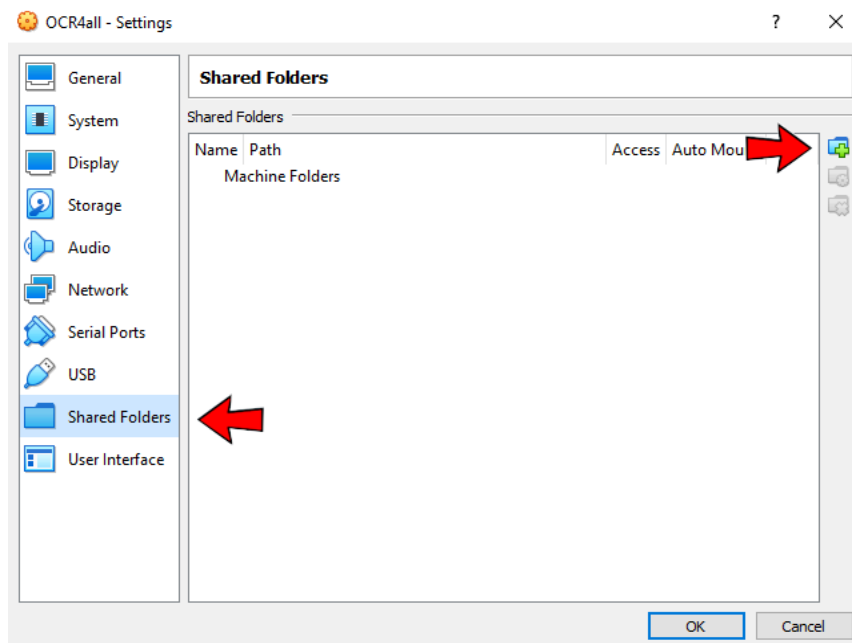 OCR4all - Settings
?
General
System
Display
Storage
Audio
Network
Serial Ports
USB
Shared Folders
User Interface
Shared Folders
Shared Folders
Name Path Access Auto Mou
Machine Folders
OK Cancel